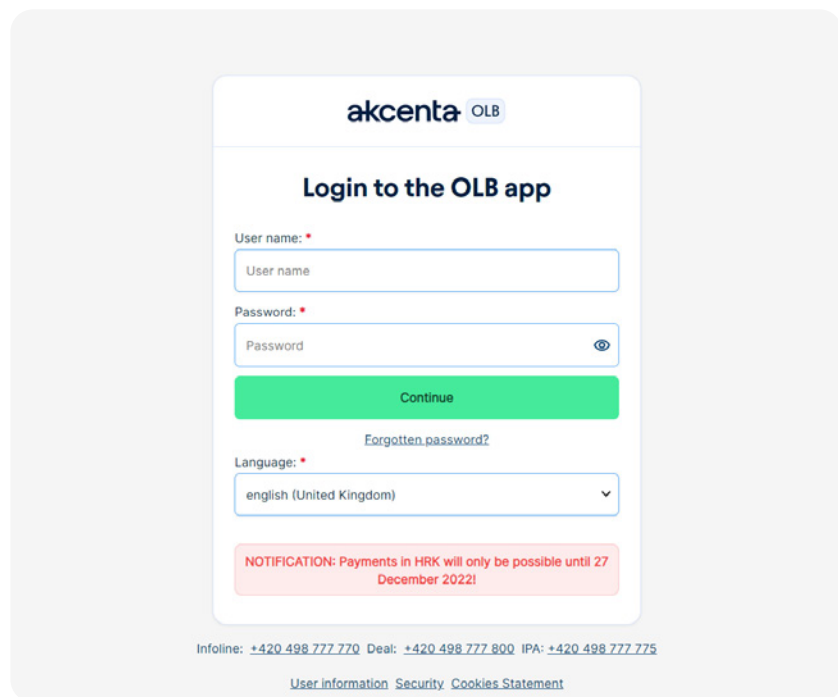 akcenta OLB
Login to the OLB app
User name: *
User name
Password: *
Password
Continue
Forgotten password?
Language: *
english (United Kingdom)
NOTIFICATION: Payments in HRK will only be possible until 27
December 2022!
Infoline: +420 498 777 770 Deal: +420 498 777 800 IPA: +420 498 777 775
User information Security Cookies Statement